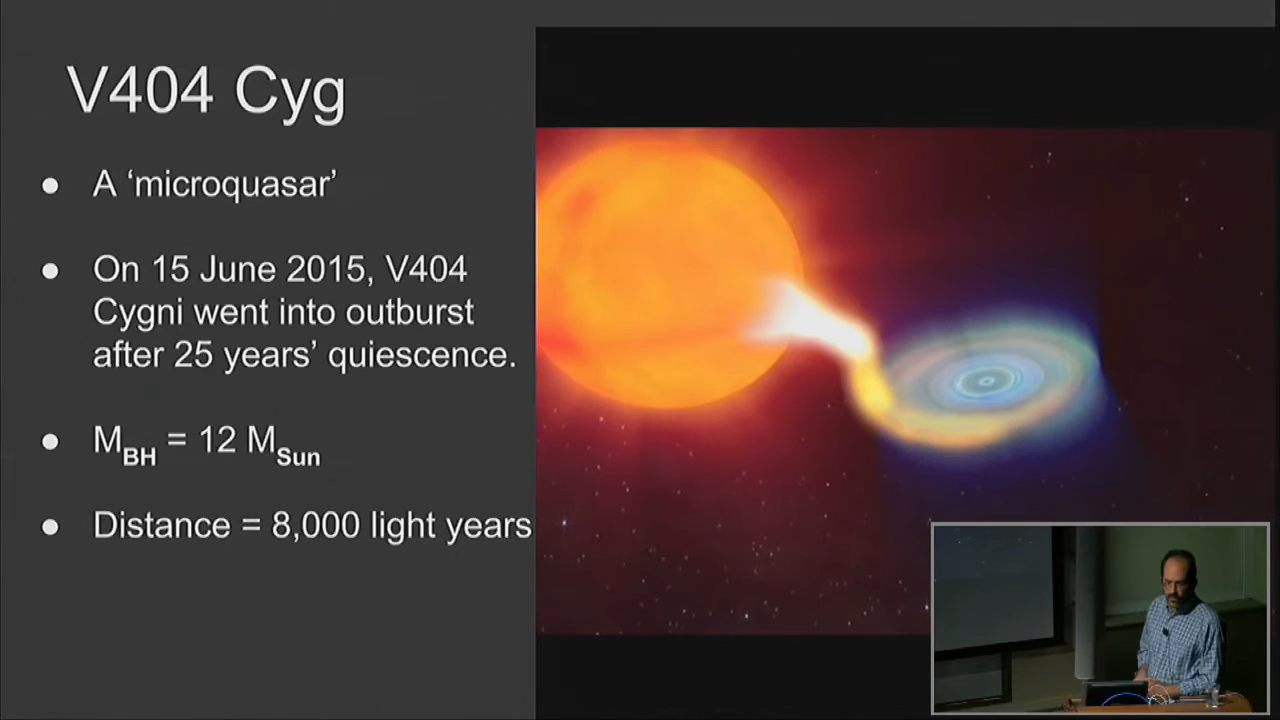 V404 Cyg
● A ‘microquasar’
● On 15 June 2015, V404
Cygni went into outburst
after 25 years’ quiescence.
● MBH = 12 MSun
● Distance = 8,000 light years